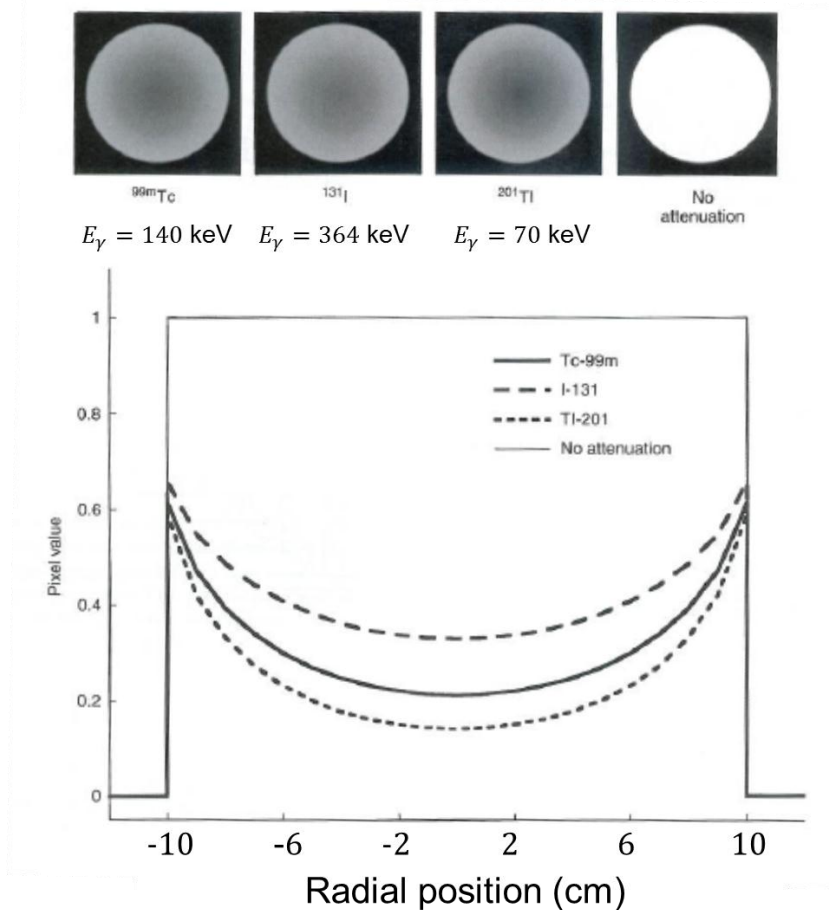 99mTc 131I 201Tl No
attenuation
Eγ = 140 keV Eγ = 364 keV Eγ = 70 keV
1
Tc-99m
I-131
Tl-201
No attenuation
0.8
0.6
0.4
0.2
0
Pixel value
-10 -6 -2 2 6 10
Radial position (cm)